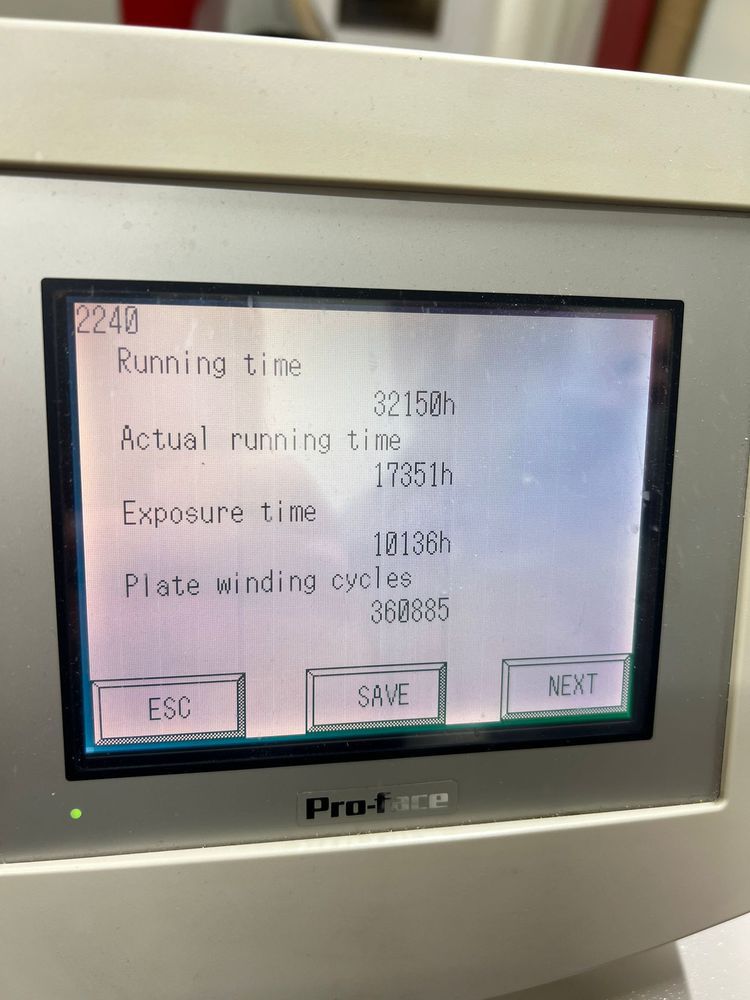 2240
Running time
32150h
Actual running time
17351h
Exposure time
10136h
Plate winding cycles
360885
ESC SAVE NEXT
Pro-face